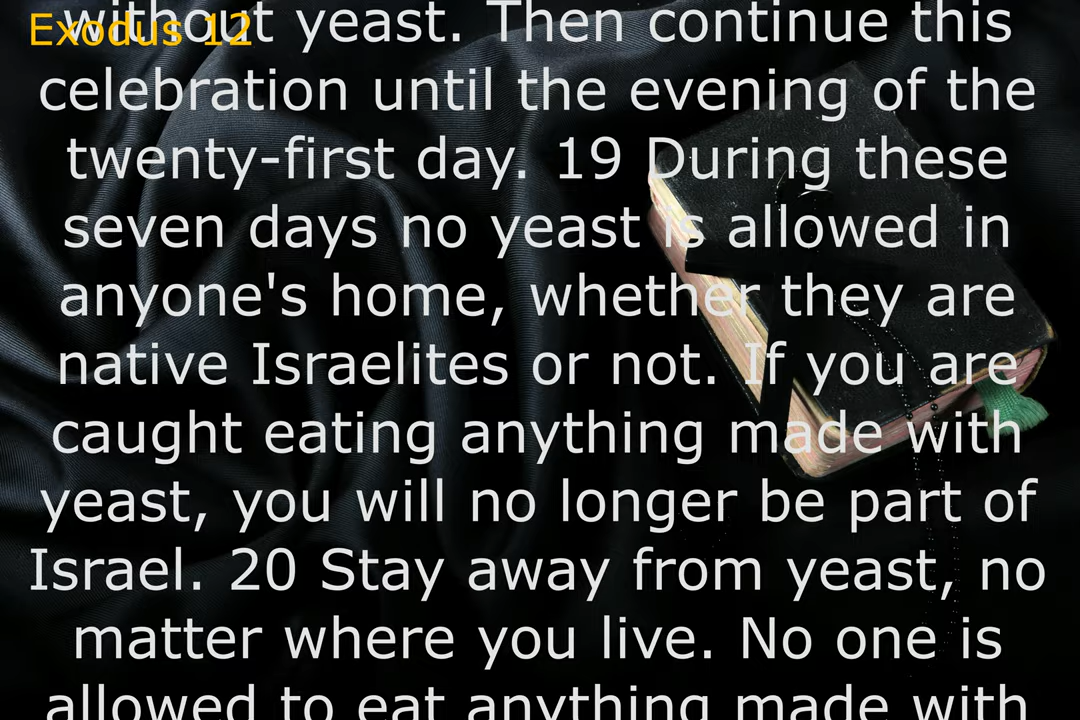 Exodus 12
without yeast. Then continue this
celebration until the evening of the
twenty-first day. 19 During these
seven days no yeast is allowed in
anyone's home, whether they are
native Israelites or not. If you are
caught eating anything made with
yeast, you will no longer be part of
Israel. 20 Stay away from yeast, no
matter where you live. No one is
allowed to eat anything made with